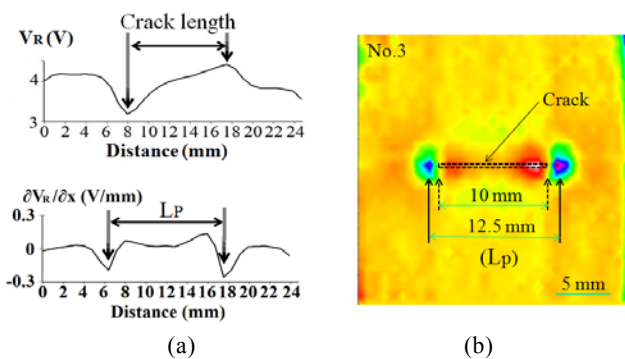 Crack length
V_R (V)
4
3
0 2 4 6 8 10 12 14 16 18 20 22 24
Distance (mm)
∂V_R/∂x (V/mm)
L_P
0.3
0
-0.3
0 2 4 6 8 10 12 14 16 18 20 22 24
Distance (mm)
(a)
No.3
Crack
10 mm
12.5 mm
(Lp)
5 mm
(b)